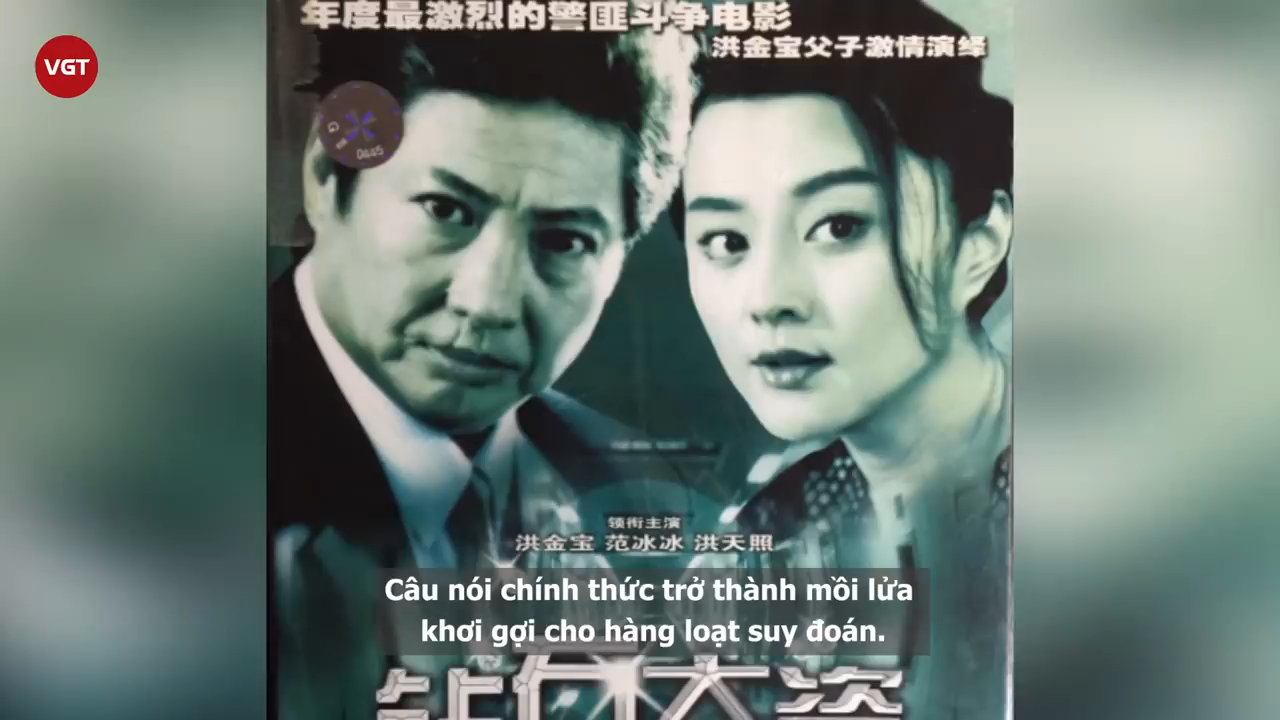 年度最激烈的警匪斗争电影
洪金宝父子激情演绎
VGT
领衔主演
洪金宝 范冰冰 洪天照
Câu nói chính thức trở thành mồi lửa
khơi gợi cho hàng loạt suy đoán.